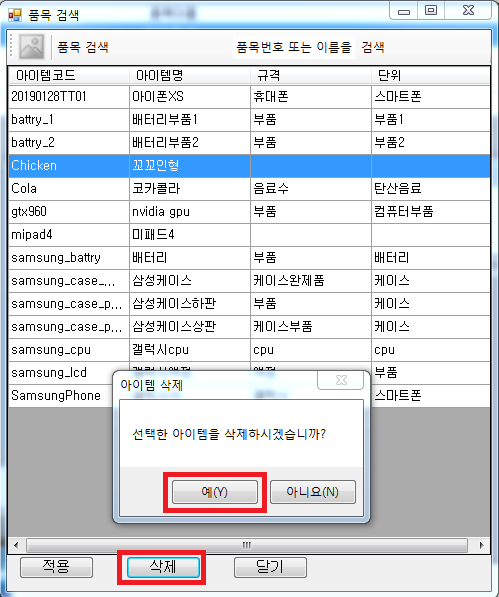 품목 검색
품목 검색 품목번호 또는 이름을 검색
아이템코드 아이템명 규격 단위
20190128TT01 아이폰XS 휴대폰 스마트폰
battry_1 배터리부품1 부품 부품1
battry_2 배터리부품2 부품 부품2
Chicken 꼬꼬인형
Cola 코카콜라 음료수 탄산음료
gtx960 nvidia gpu 부품 컴퓨터부품
mipad4 미패드4
samsung_battry 배터리 부품 배터리
samsung_case_... 삼성케이스 케이스완제품 케이스
samsung_case_p... 삼성케이스하판 부품 케이스
samsung_case_p... 삼성케이스상판 케이스부품 케이스
samsung_cpu 갤럭시cpu cpu cpu
samsung_lcd 부품
SamsungPhone 스마트폰
아이템 삭제
선택한 아이템을 삭제하시겠습니까?
예(Y) 아니요(N)
적용 삭제 닫기